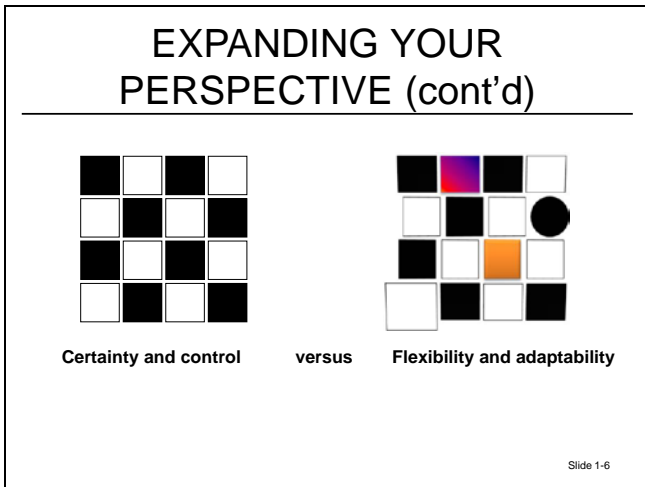 EXPANDING YOUR
PERSPECTIVE (cont’d)
Certainty and control versus Flexibility and adaptability
Slide 1-6